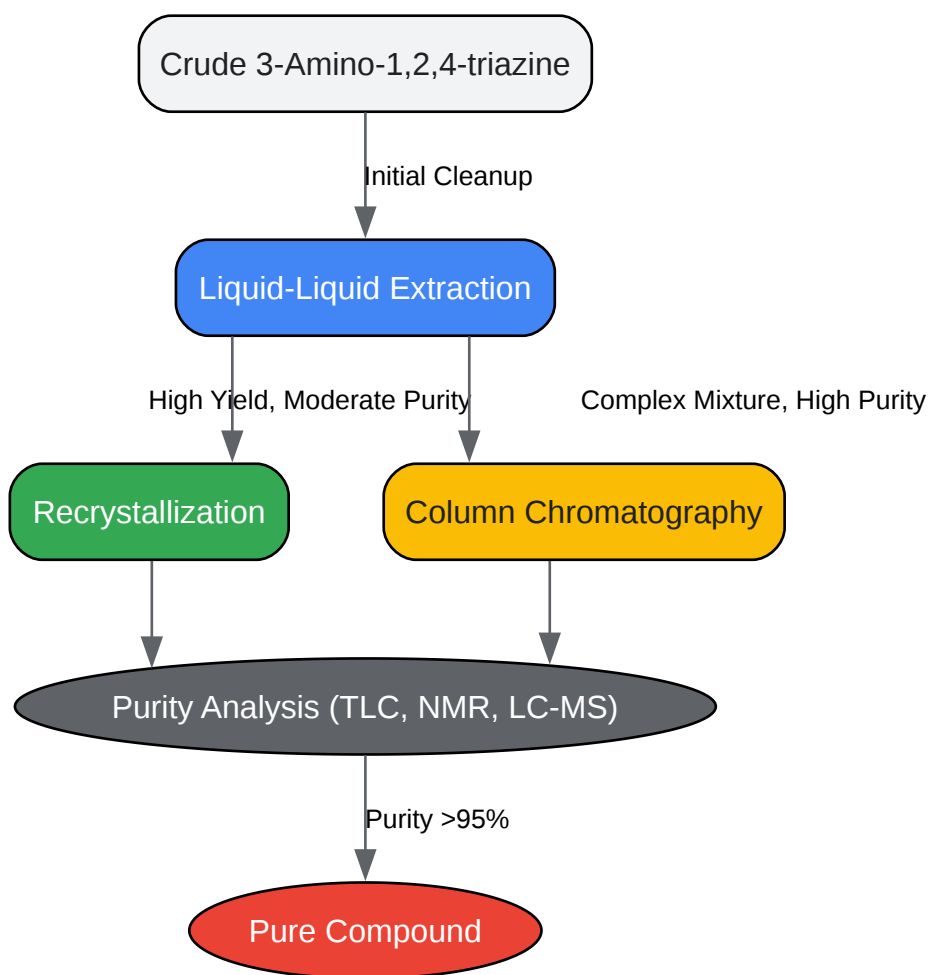 Crude 3-Amino-1,2,4-triazine
Initial Cleanup
Liquid-Liquid Extraction
High Yield, Moderate Purity
Complex Mixture, High Purity
Recrystallization
Column Chromatography
Purity Analysis (TLC, NMR, LC-MS)
Purity >95%
Pure Compound